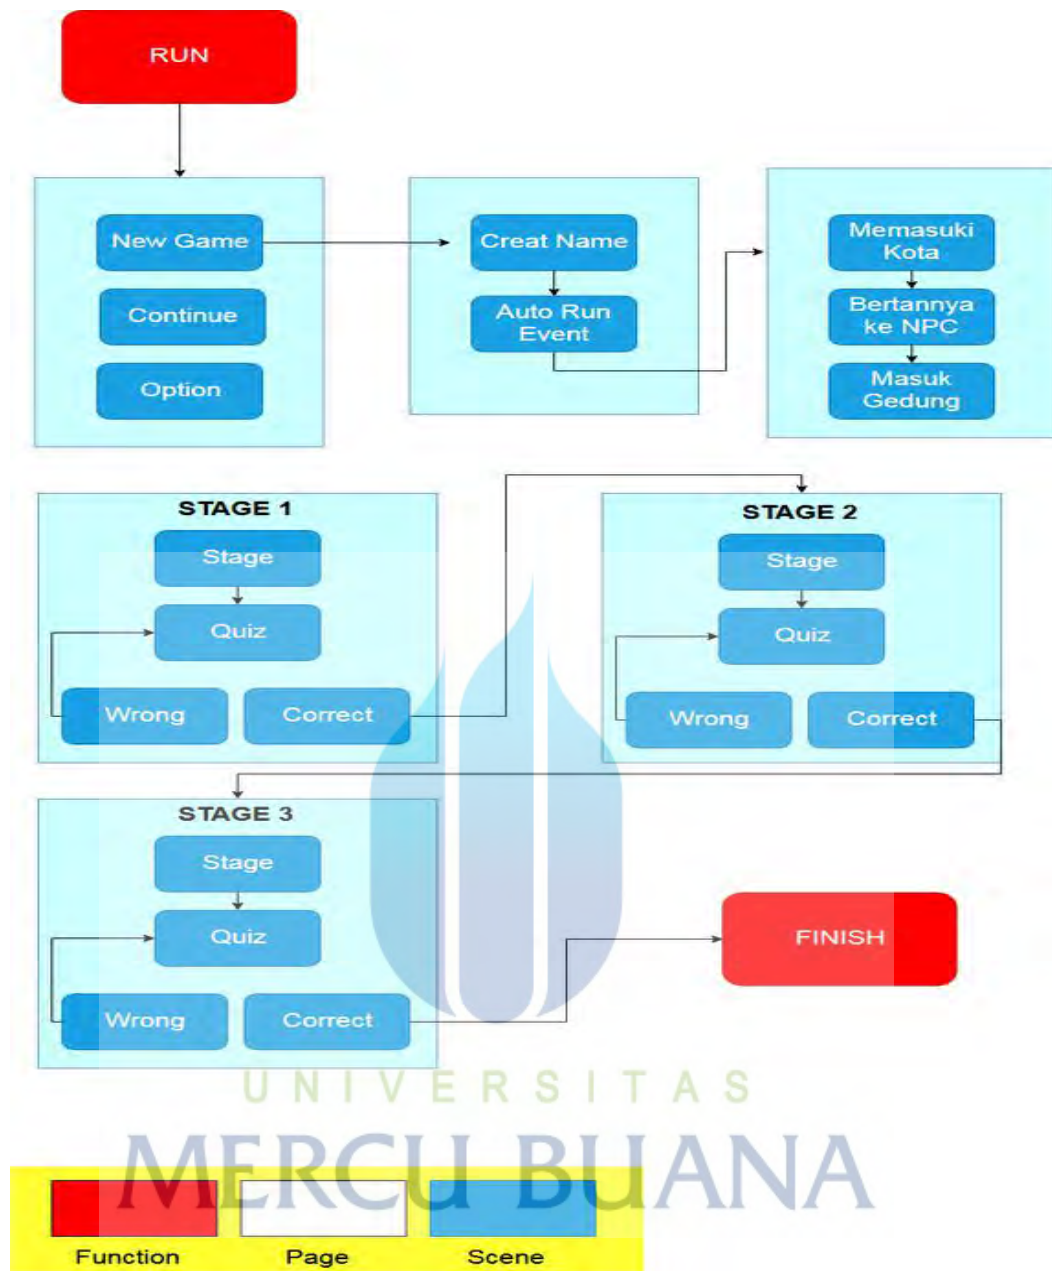 RUN
New Game
Continue
Option
Creat Name
Auto Run
Event
Memasuki
Kota
Bertannya
ke NPC
Masuk
Gedung
STAGE 1
Stage
Quiz
Wrong
Correct
STAGE 2
Stage
Quiz
Wrong
Correct
STAGE 3
Stage
Quiz
Wrong
Correct
FINISH
UNIVERSITAS
MERCU BUANA
Function
Page
Scene